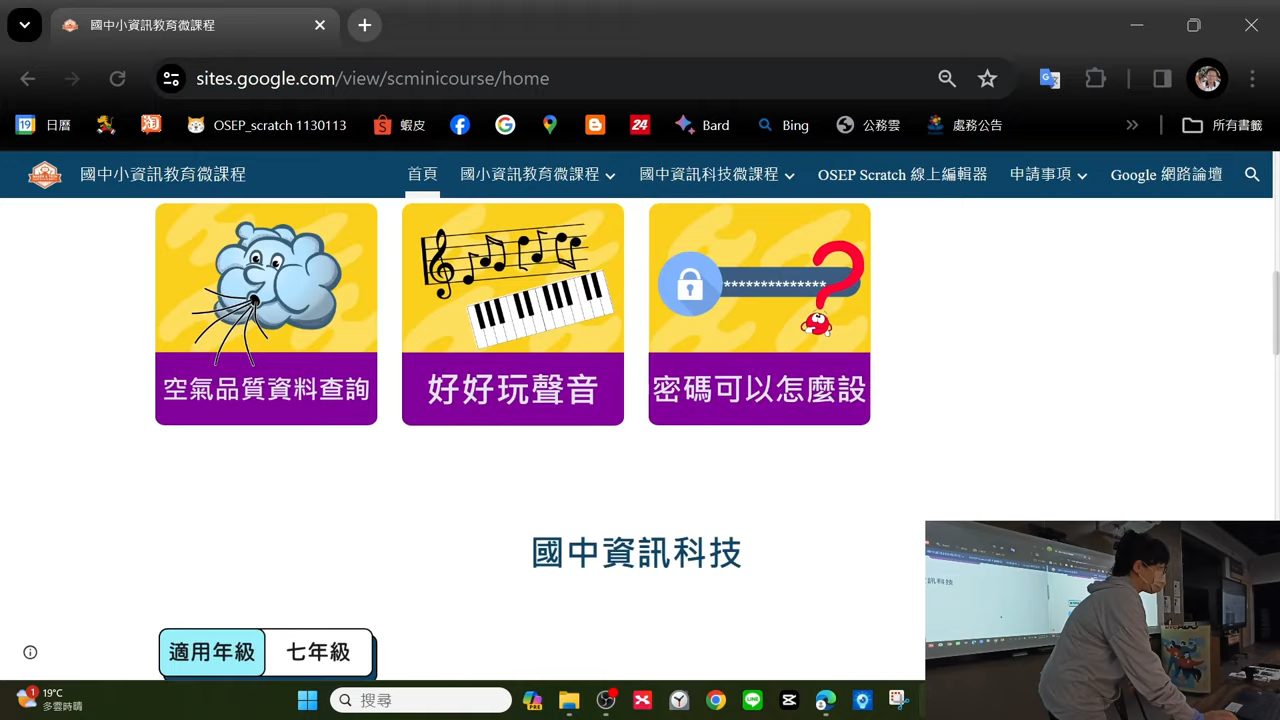 國中小資訊教育微課程
sites.google.com/view/scminicourse/home
19
日曆
淘
OSEP_scratch 1130113
蝦皮
24
Bard
Bing
公務雲
處務公告
所有書籤
國中小資訊教育微課程
首頁
國小資訊教育微課程
國中資訊科技微課程
OSEP Scratch 線上編輯器
申請事項
Google 網路論壇
**************
空氣品質資料查詢
好好玩聲音
密碼可以怎麼設
國中資訊科技
適用年級
七年級
1
19°C
多雲時晴
搜尋
PRE
LINE